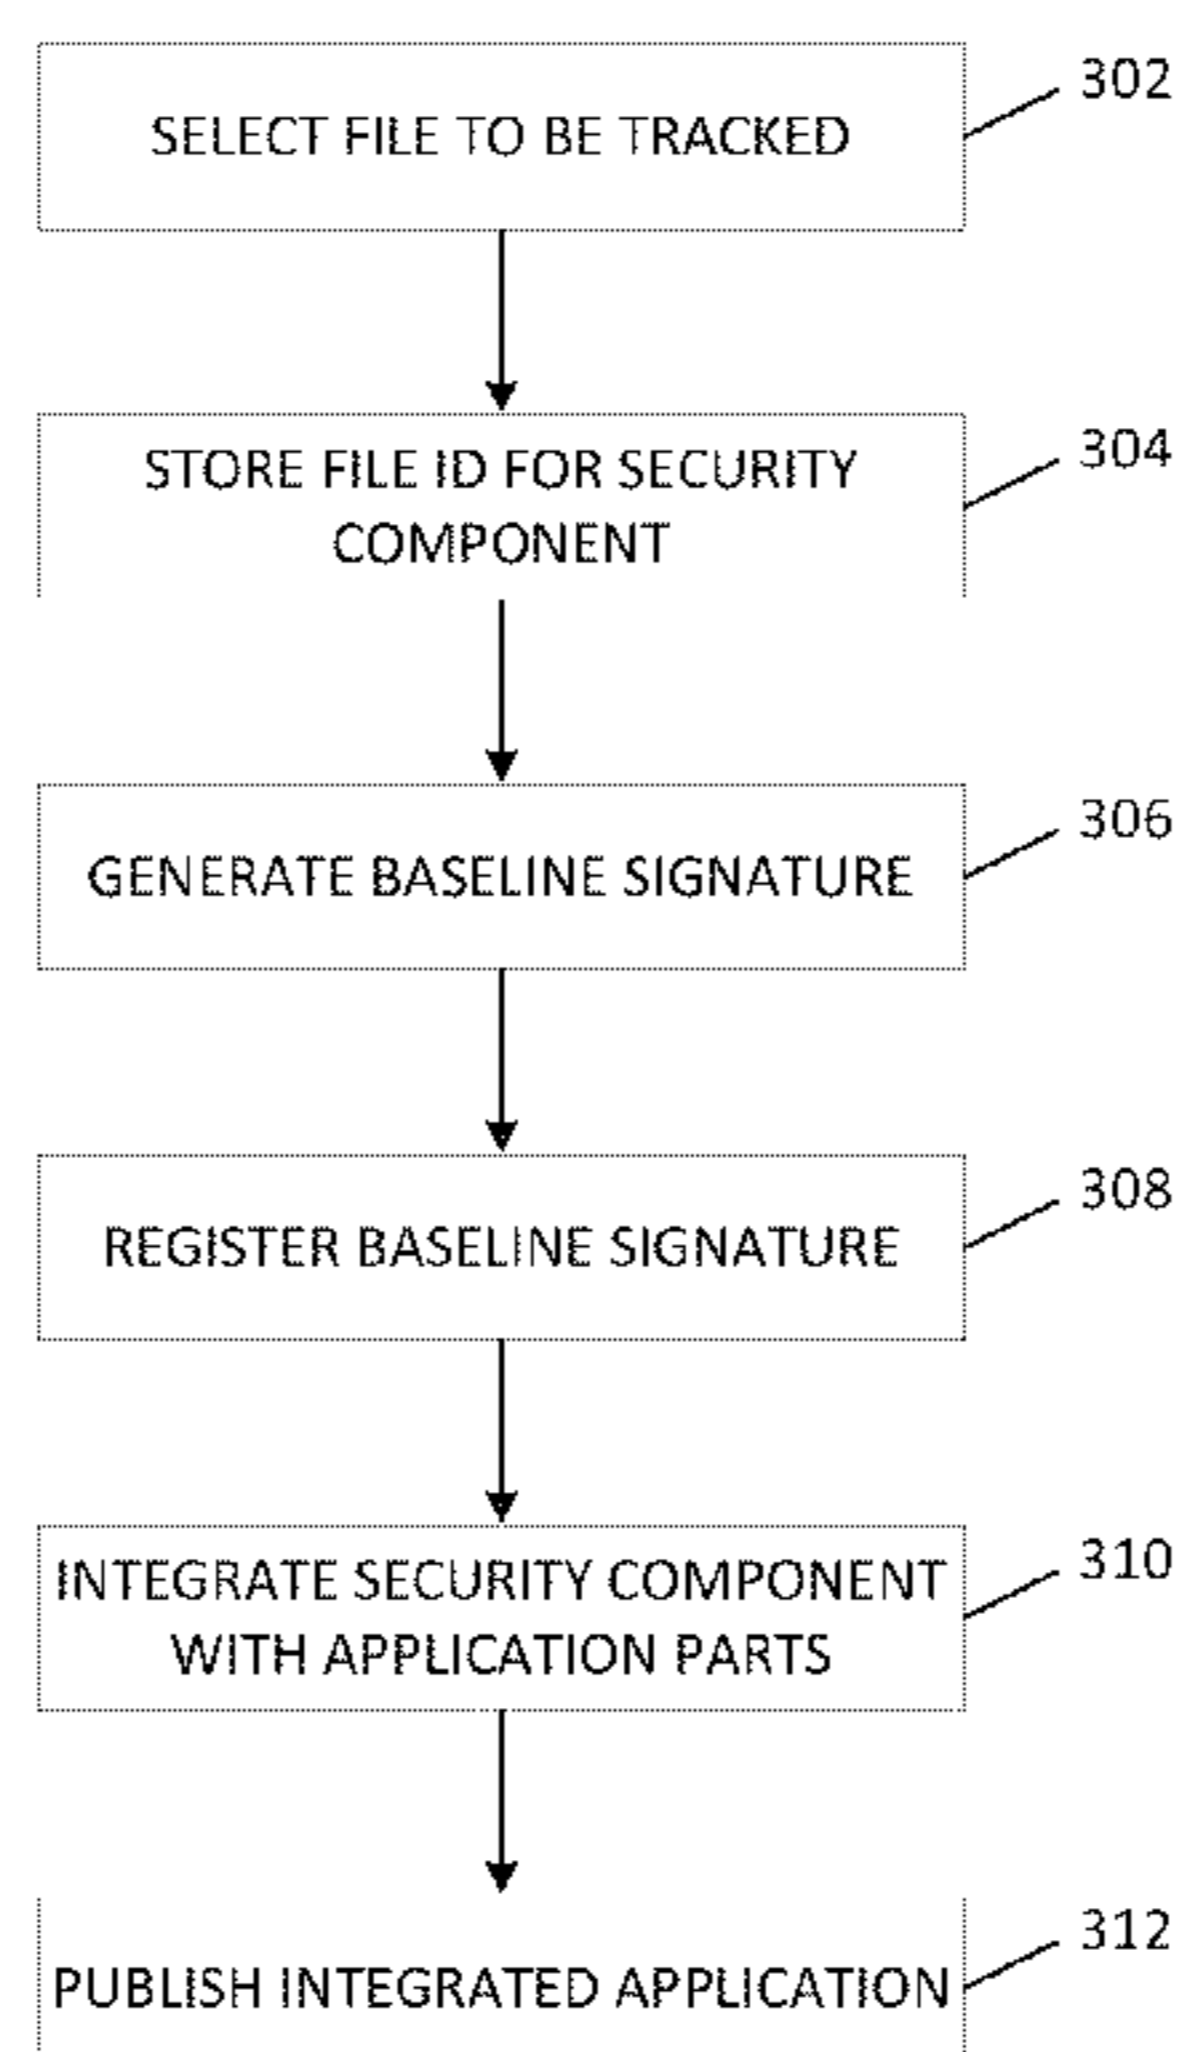 SELECT FILE TO BE TRACKED
302
STORE FILE ID FOR SECURITY
COMPONENT
304
GENERATE BASELINE SIGNATURE
306
REGISTER BASELINE SIGNATURE
308
INTEGRATE SECURITY COMPONENT
WITH APPLICATION PARTS
310
PUBLISH INTEGRATED APPLICATION
312